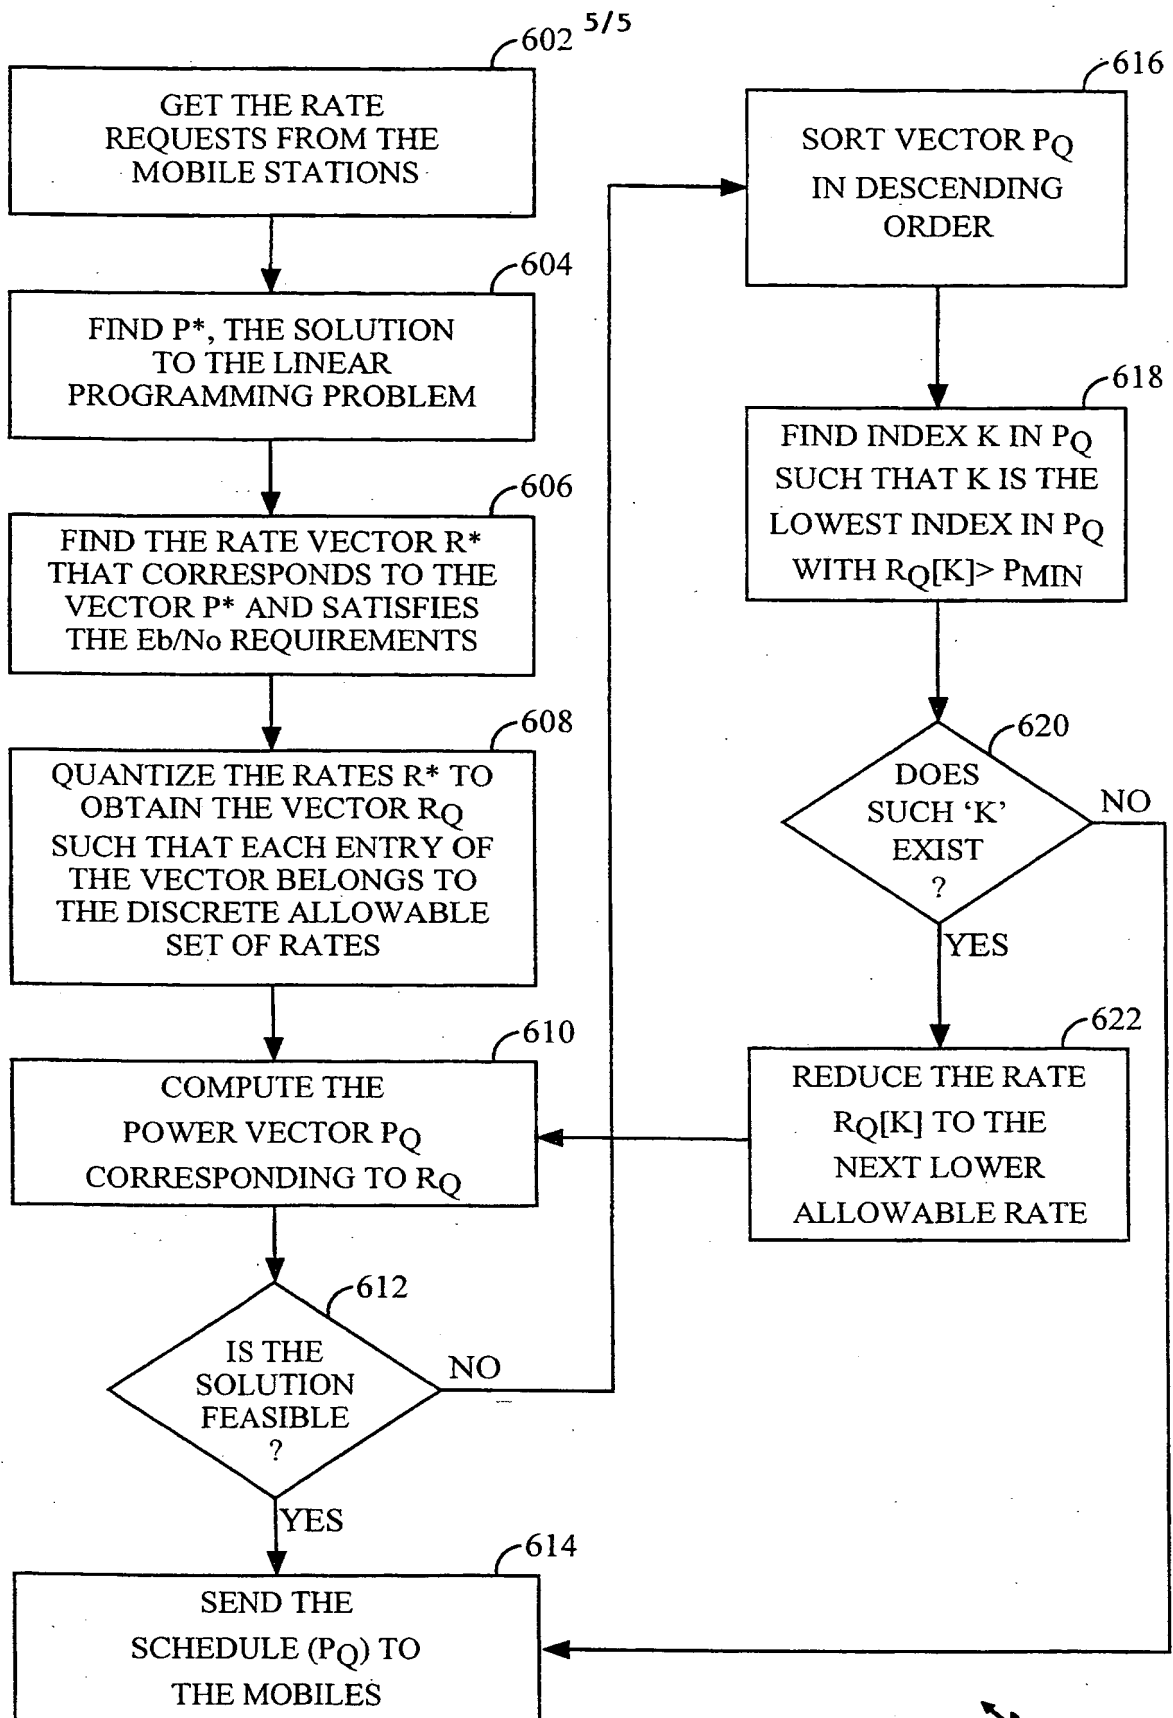 5/5
602
GET THE RATE
REQUESTS FROM THE
MOBILE STATIONS
604
FIND P*, THE SOLUTION
TO THE LINEAR
PROGRAMMING PROBLEM
606
FIND THE RATE VECTOR R*
THAT CORRESPONDS TO THE
VECTOR P* AND SATISFIES
THE Eb/No REQUIREMENTS
608
QUANTIZE THE RATES R* TO
OBTAIN THE VECTOR RQ
SUCH THAT EACH ENTRY OF
THE VECTOR BELONGS TO
THE DISCRETE ALLOWABLE
SET OF RATES
610
COMPUTE THE
POWER VECTOR PQ
CORRESPONDING TO RQ
612
IS THE
SOLUTION
FEASIBLE
?
NO
YES
614
SEND THE
SCHEDULE (PQ) TO
THE MOBILES
616
SORT VECTOR PQ
IN DESCENDING
ORDER
618
FIND INDEX K IN PQ
SUCH THAT K IS THE
LOWEST INDEX IN PQ
WITH RQ[K]> PMIN
620
DOES
SUCH ‘K’
EXIST
?
NO
YES
622
REDUCE THE RATE
RQ[K] TO THE
NEXT LOWER
ALLOWABLE RATE